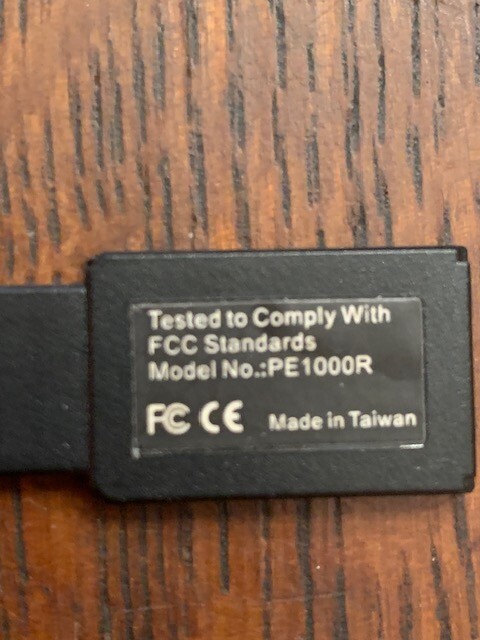 Tested to Comply With
FCC Standards
Model No.:PE1000R
FC CE Made in Taiwan